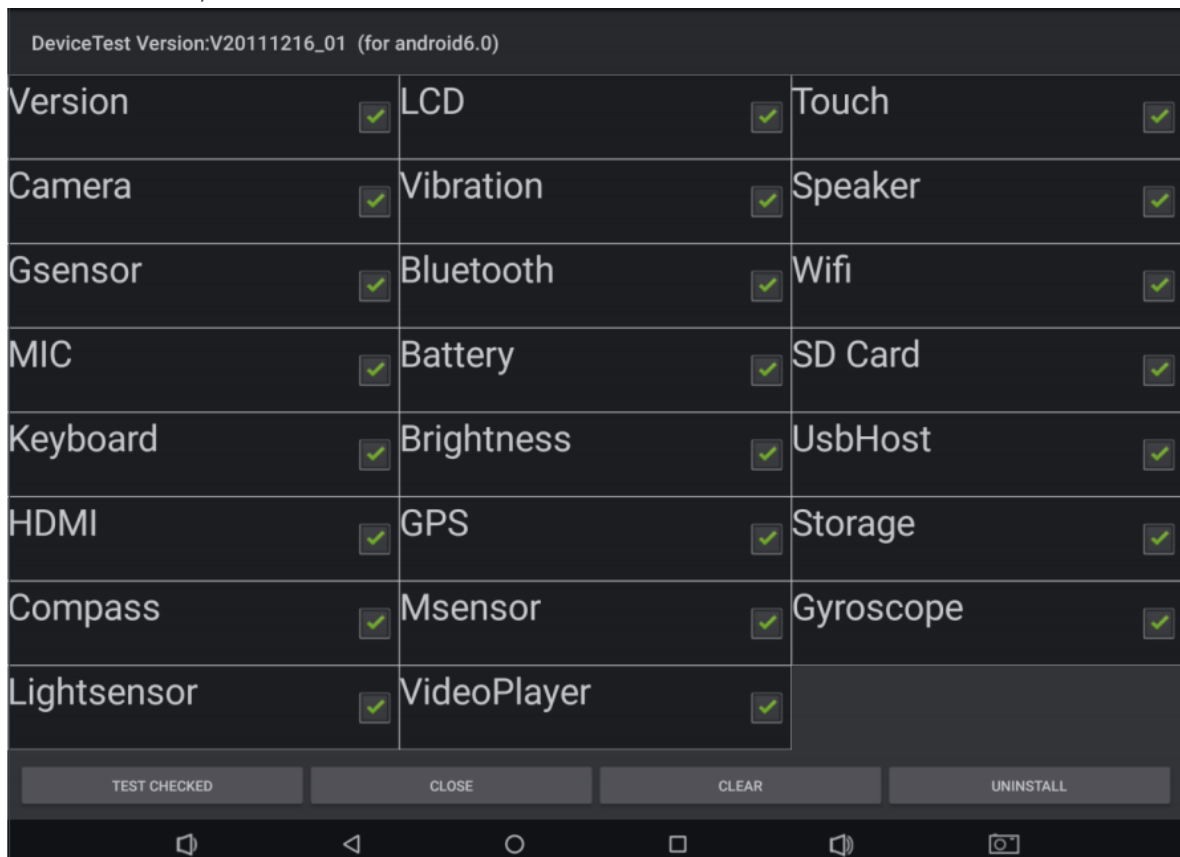 DeviceTest Version:V20111216_01 (for android6.0)
Version LCD Touch
Camera Vibration Speaker
Gsensor Bluetooth Wifi
MIC Battery SD Card
Keyboard Brightness UsbHost
HDMI GPS Storage
Compass Msensor Gyroscope
Lightsensor VideoPlayer
TEST CHECKED CLOSE CLEAR UNINSTALL